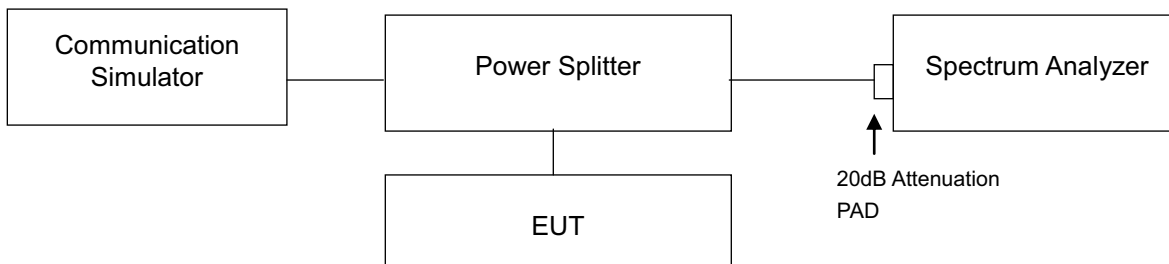 Communication
Simulator
Power Splitter
Spectrum Analyzer
20dB Attenuation
PAD
EUT